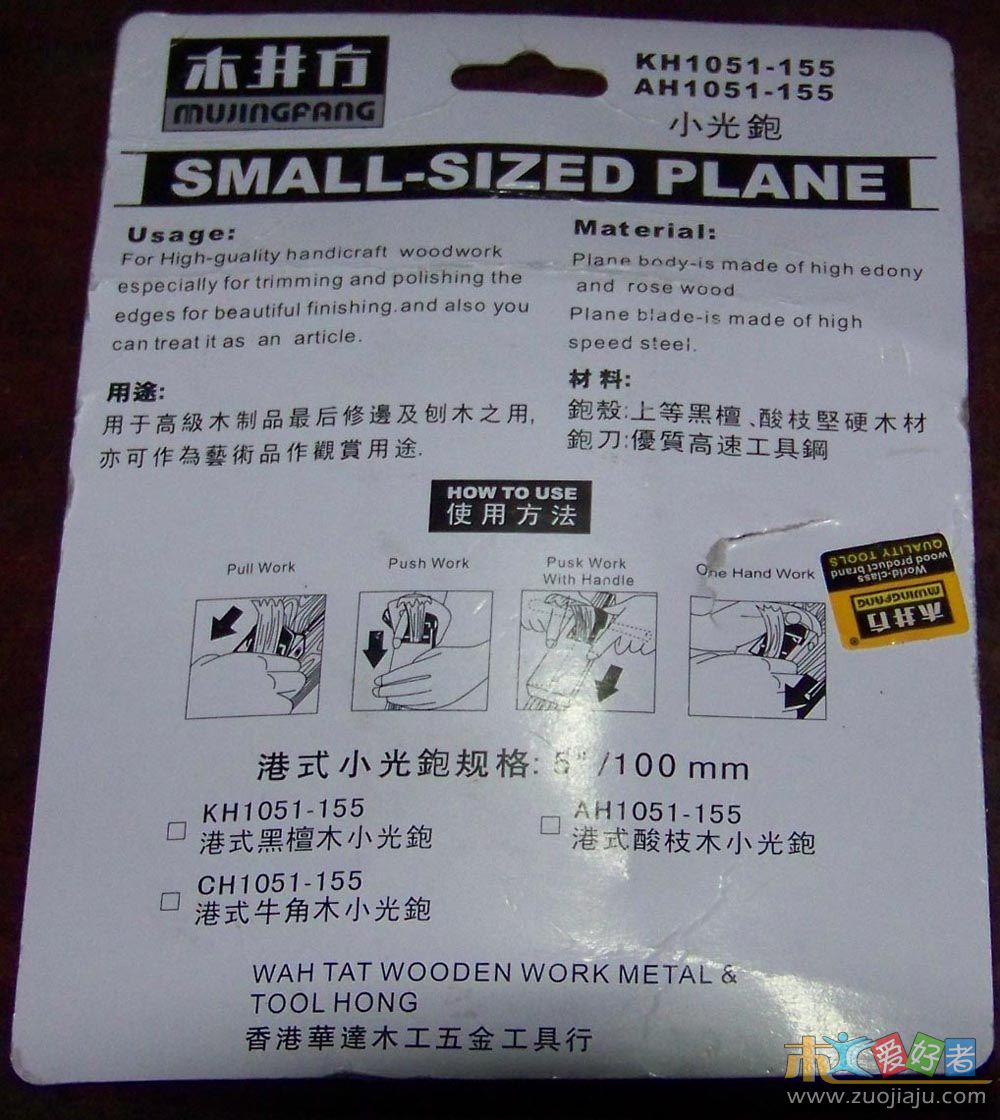 木井方
MUJINGFANG
KH1051-155
AH1051-155
小光鉋
SMALL-SIZED PLANE
Usage:
For High-guality handicraft woodwork
especially for trimming and polishing the
edges for beautiful finishing.and also you
can treat it as an article.
Material:
Plane body-is made of high edony
and rose wood
Plane blade-is made of high
speed steel.
用途:
用于高級木制品最后修邊及刨木之用,
亦可作為藝術品作觀賞用途.
材料:
鉋殼:上等黑檀、酸枝堅硬木材
鉋刀:優質高速工具鋼
HOW TO USE
使用方法
Pull Work
Push Work
Pusk Work
With Handle
One Hand Work
World-class
wood product brand
QUALITY TOOLS
MUJINGFANG
木井方®
港式小光鉋规格: 5"/100 mm
KH1051-155
港式黑檀木小光鉋
AH1051-155
港式酸枝木小光鉋
CH1051-155
港式牛角木小光鉋
WAH TAT WOODEN WORK METAL &
TOOL HONG
香港華達木工五金工具行
木工爱好者
www.zuojiaju.com